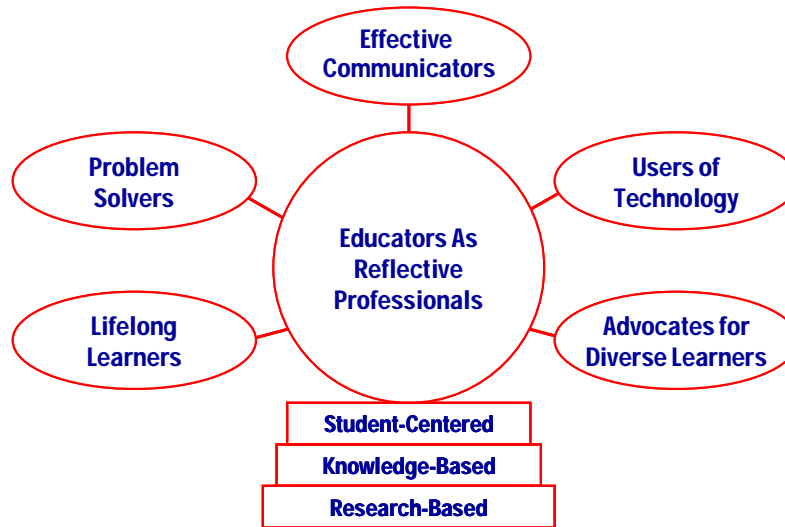 Effective
Communicators
Problem
Solvers
Users of
Technology
Educators As
Reflective
Professionals
Lifelong
Learners
Advocates for
Diverse Learners
Student-Centered
Knowledge-Based
Research-Based